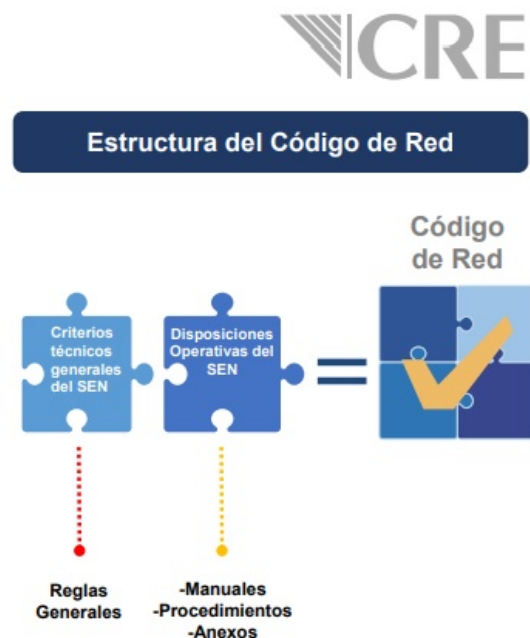 CRE
Estructura del Código de Red
Código
de Red
Criterios
técnicos
generales
del SEN
Disposiciones
Operativas del
SEN
=
Reglas
Generales
-Manuales
-Procedimientos
-Anexos